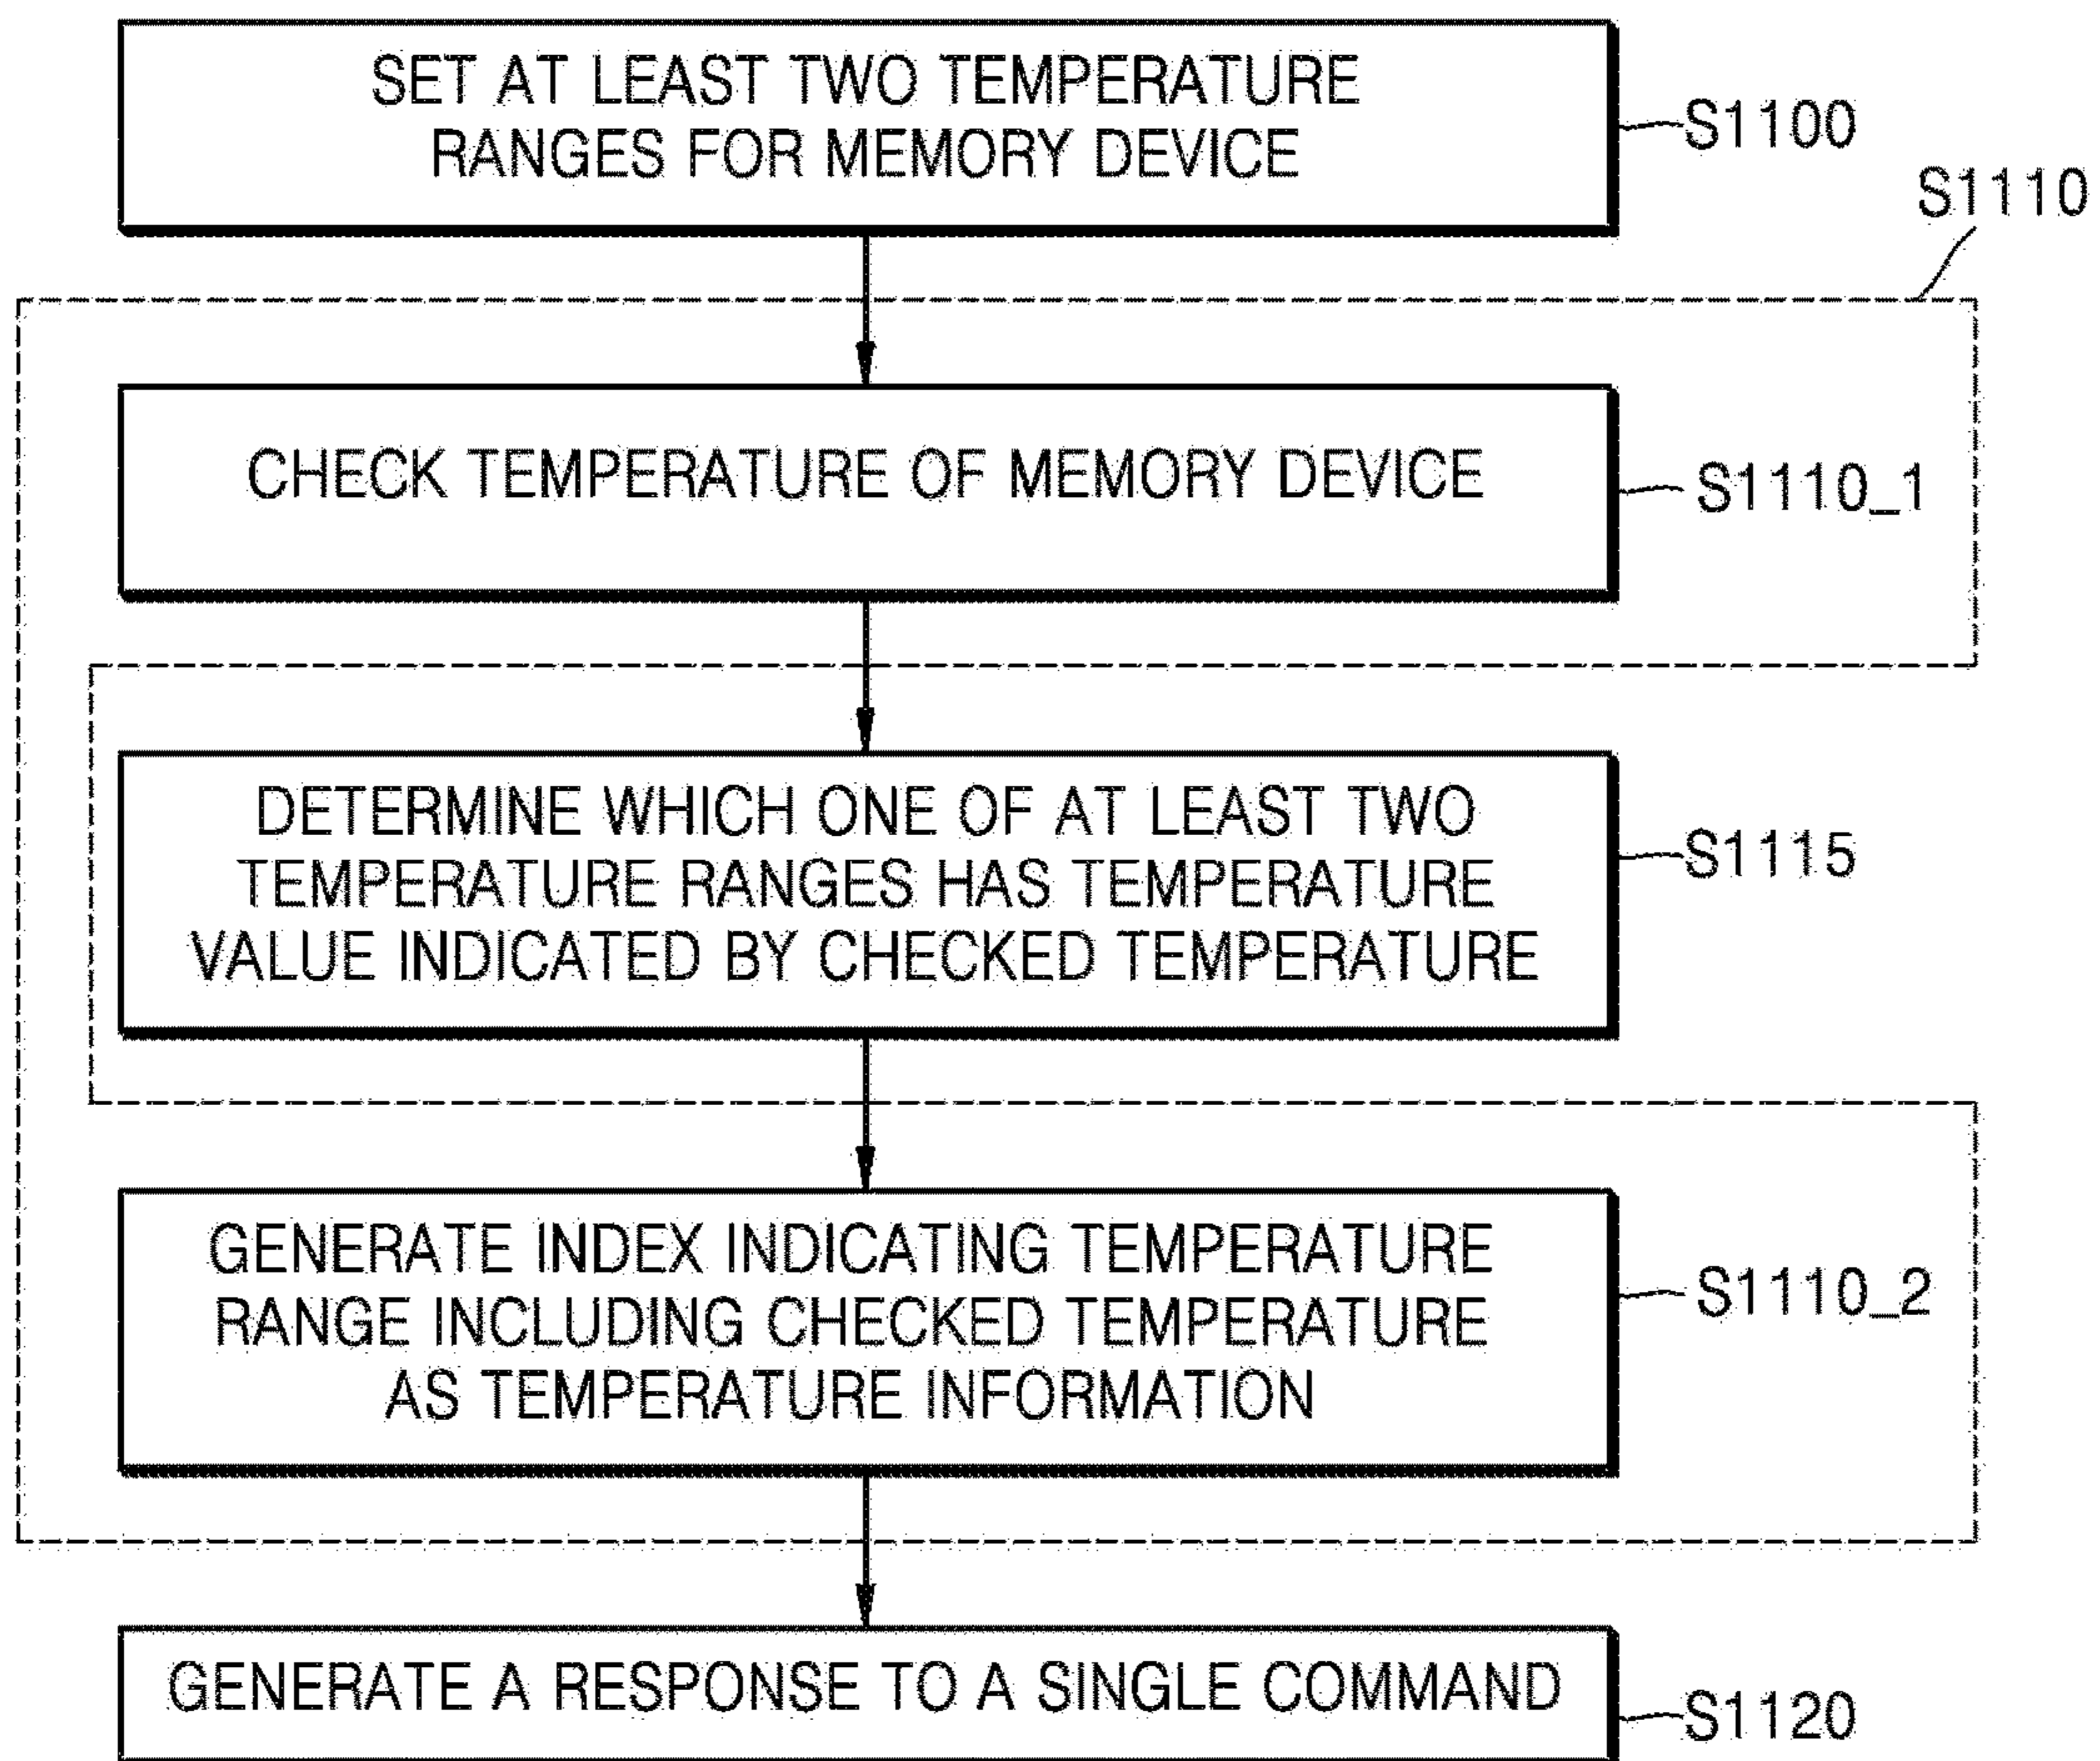 SET AT LEAST TWO TEMPERATURE
RANGES FOR MEMORY DEVICE
S1100
S1110
CHECK TEMPERATURE OF MEMORY DEVICE
S1110_1
DETERMINE WHICH ONE OF AT LEAST TWO
TEMPERATURE RANGES HAS TEMPERATURE
VALUE INDICATED BY CHECKED TEMPERATURE
S1115
GENERATE INDEX INDICATING TEMPERATURE
RANGE INCLUDING CHECKED TEMPERATURE
AS TEMPERATURE INFORMATION
S1110_2
GENERATE A RESPONSE TO A SINGLE COMMAND
S1120